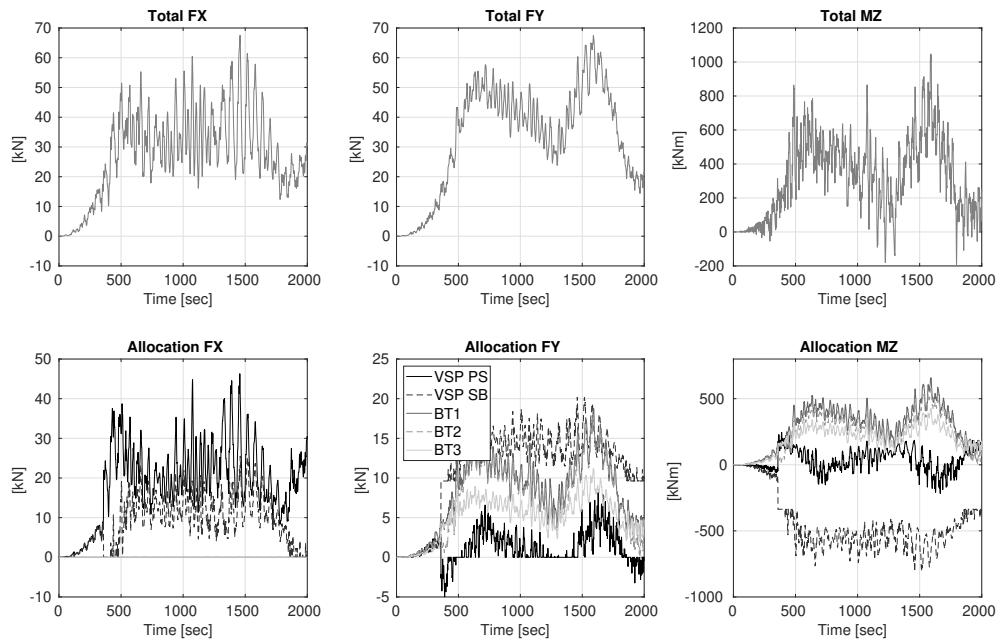 Total FX
70
60
50
40
30
20
10
0
-10
[kN]
0 500 1000 1500 2000
Time [sec]
Total FY
70
60
50
40
30
20
10
0
-10
[kN]
0 500 1000 1500 2000
Time [sec]
Total MZ
1200
1000
800
600
400
200
0
-200
[kNm]
0 500 1000 1500 2000
Time [sec]
Allocation FX
50
40
30
20
10
0
-10
[kN]
0 500 1000 1500 2000
Time [sec]
Allocation FY
25
20
15
10
5
0
-5
[kN]
VSP PS
VSP SB
BT1
BT2
BT3
0 500 1000 1500 2000
Time [sec]
Allocation MZ
500
0
-500
-1000
[kNm]
0 500 1000 1500 2000
Time [sec]